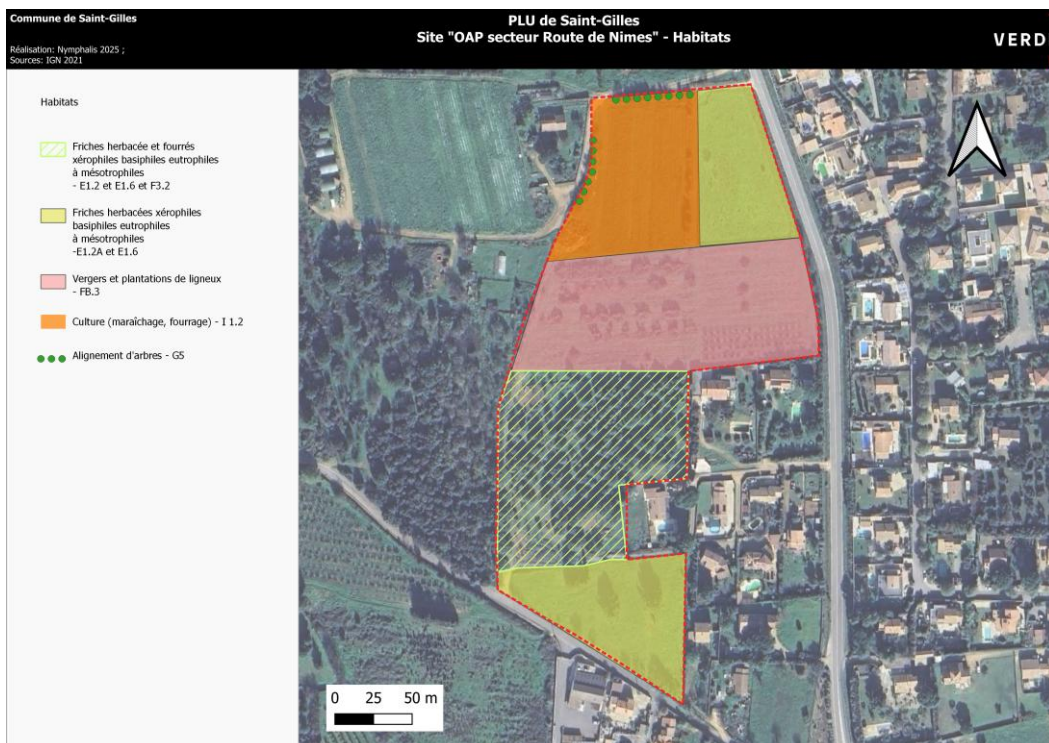 Commune de Saint-Gilles
Réalisation: Nymphalis 2025 ;
Sources: IGN 2021
PLU de Saint-Gilles
Site "OAP secteur Route de Nimes" - Habitats
VERD
Habitats
Friches herbacée et fourrés
xérophiles basiphiles eutrophiles
à mésotrophiles
- E1.2 et E1.6 et F3.2
Friches herbacées xérophiles
basiphiles eutrophiles
à mésotrophiles
-E1.2A et E1.6
Vergers et plantations de ligneux
- FB.3
Culture (maraîchage, fourrage) - I 1.2
Alignement d'arbres - G5
0 25 50 m